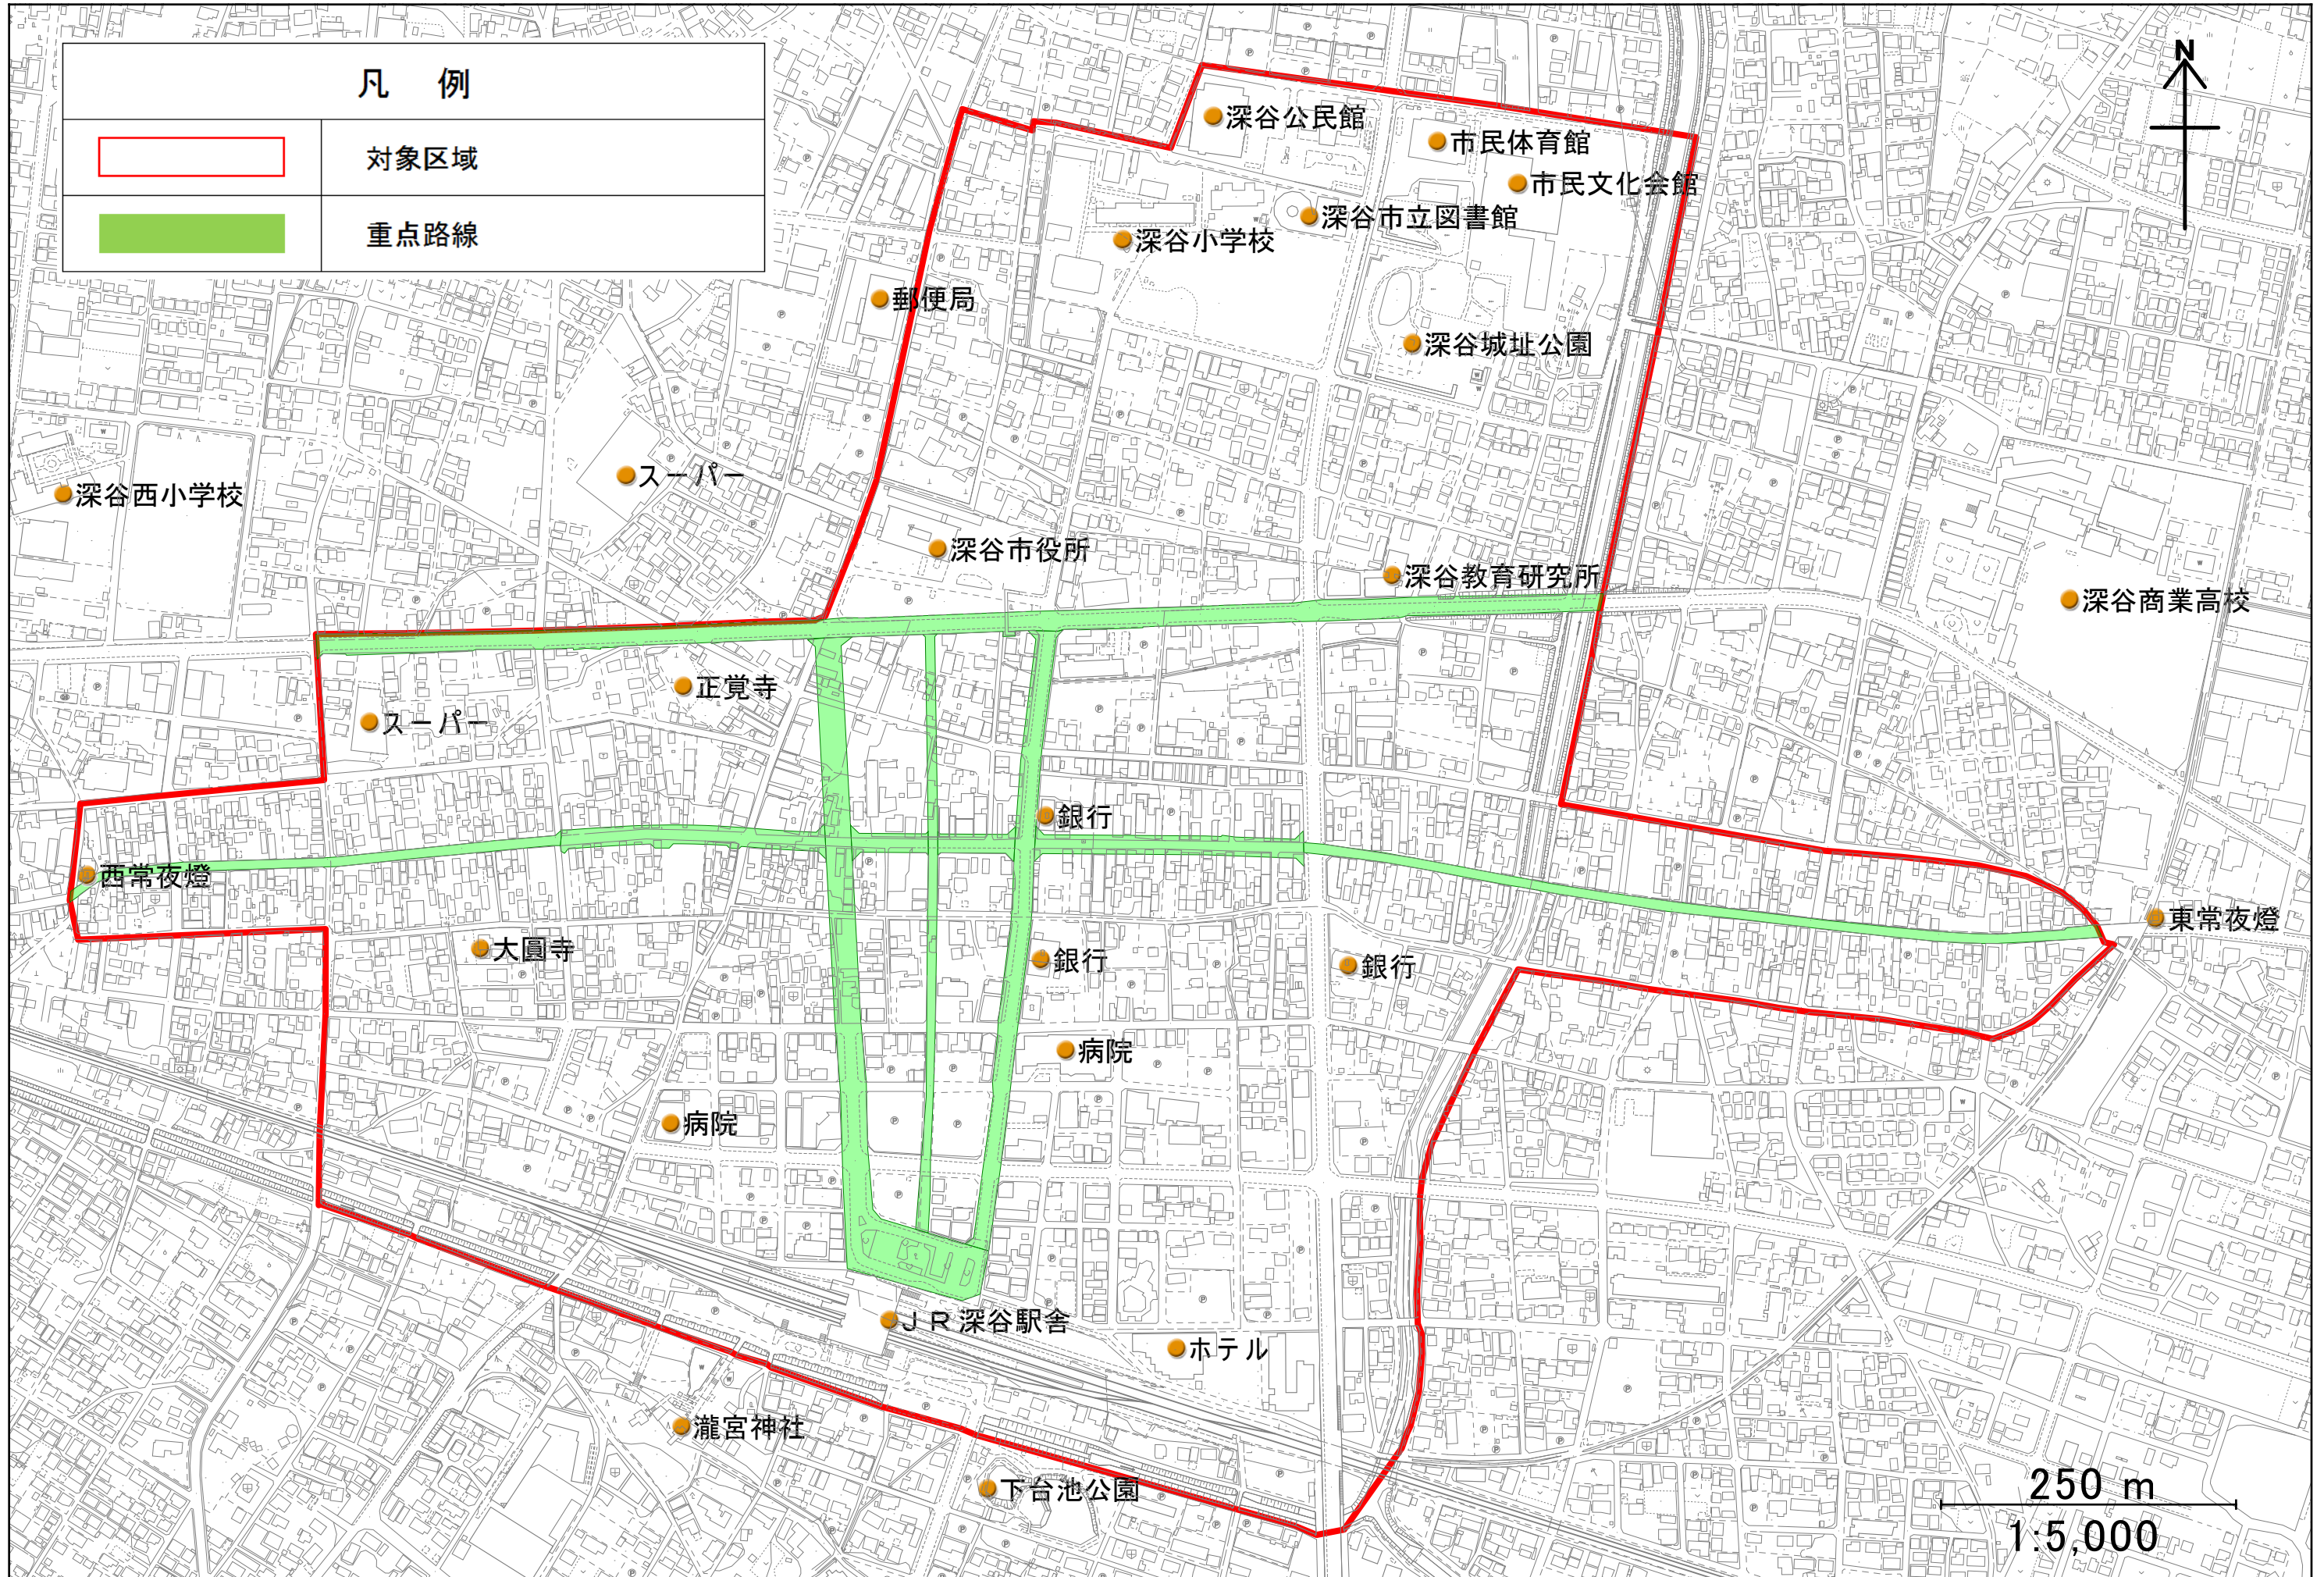 凡 例
対象区域
重点路線
N
深谷公民館
市民体育館
市民文化会館
深谷市立図書館
深谷小学校
郵便局
深谷城址公園
スーパー
深谷西小学校
深谷市役所
深谷教育研究所
深谷商業高校
正覚寺
スーパー
銀行
西常夜燈
東常夜燈
大圓寺
銀行
銀行
病院
病院
ＪＲ深谷駅舎
ホテル
瀧宮神社
下台池公園
250 m
1:5,000